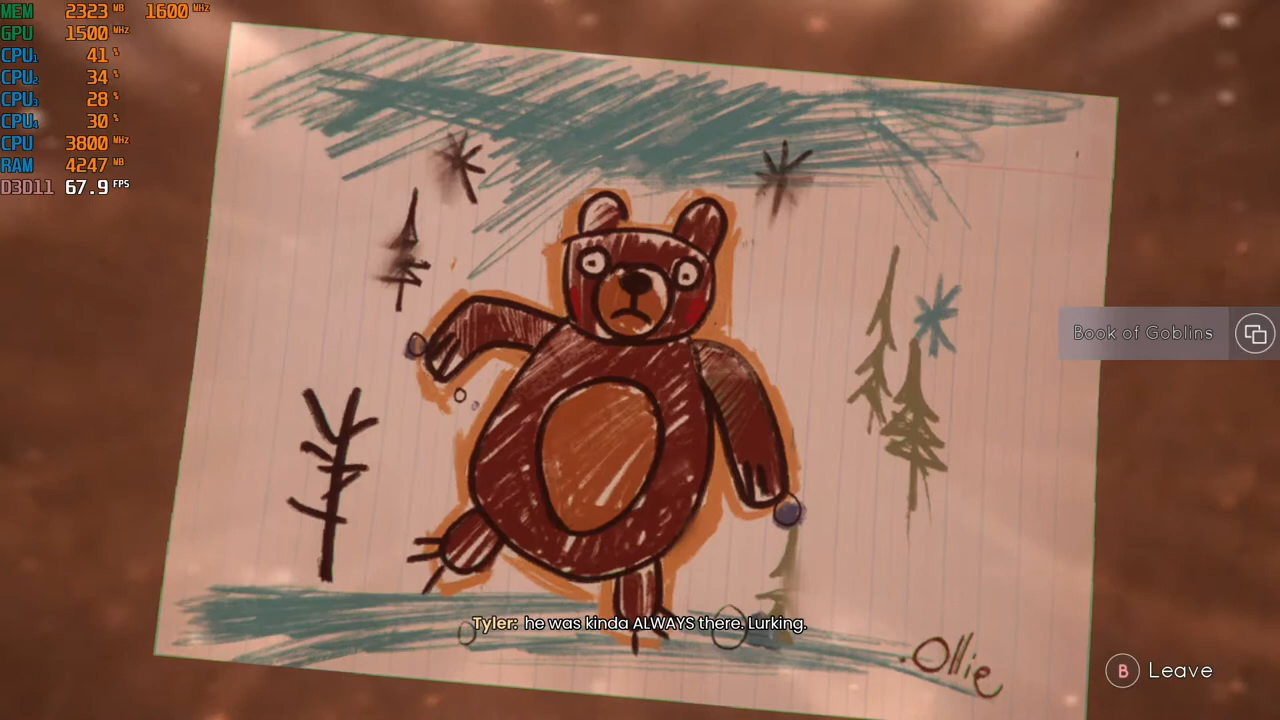 MEM 2323 MB 1600 MHz
GPU 1500 MHz
CPU1 41 %
CPU2 34 %
CPU3 28 %
CPU4 30 %
CPU 3800 MHz
RAM 4247 MB
D3D11 67.9 FPS
Book of Goblins
Tyler: he was kinda ALWAYS there. Lurking.
Ollie
B Leave